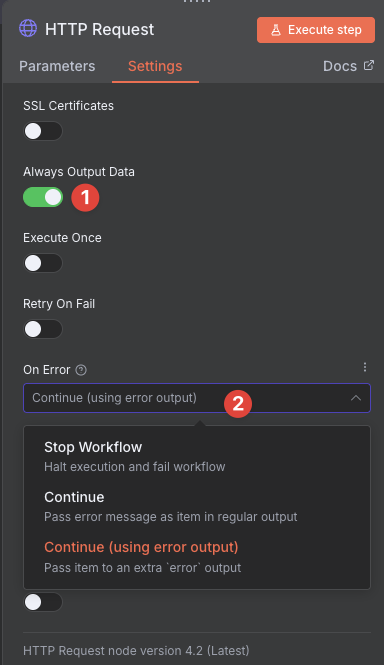 HTTP Request
Execute step
Parameters
Settings
Docs
SSL Certificates
Always Output Data
1
Execute Once
Retry On Fail
On Error
Continue (using error output)
2
Stop Workflow
Halt execution and fail workflow
Continue
Pass error message as item in regular output
Continue (using error output)
Pass item to an extra `error` output
HTTP Request node version 4.2 (Latest)